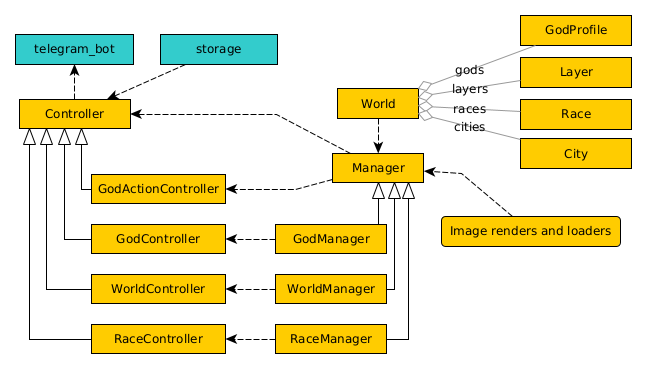 GodProfile
telegram_bot
storage
gods
Layer
layers
World
Controller
races
Race
cities
City
Manager
GodActionController
GodController
GodManager
Image renders and loaders
WorldController
WorldManager
RaceController
RaceManager